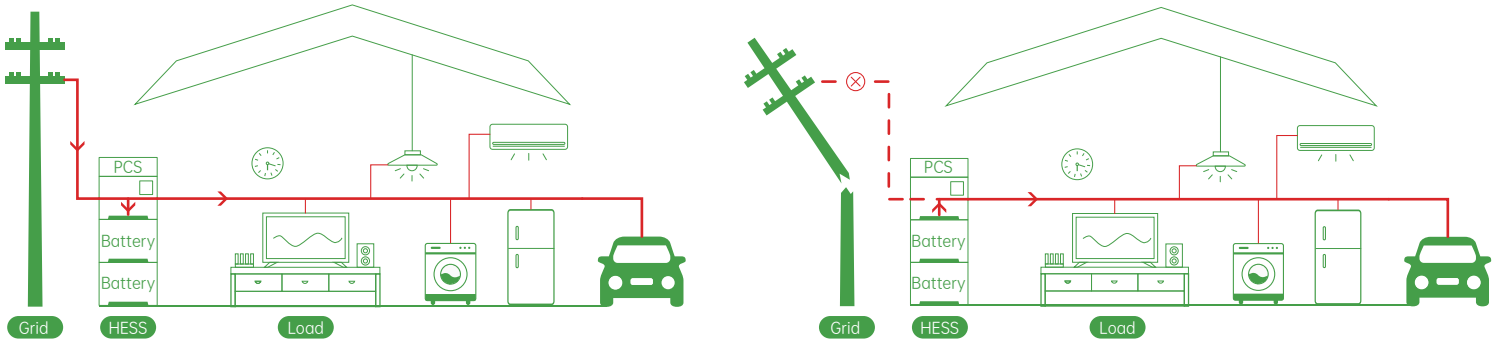 PCS
Battery
Battery
Grid
HESS
Load
PCS
Battery
Battery
Grid
HESS
Load